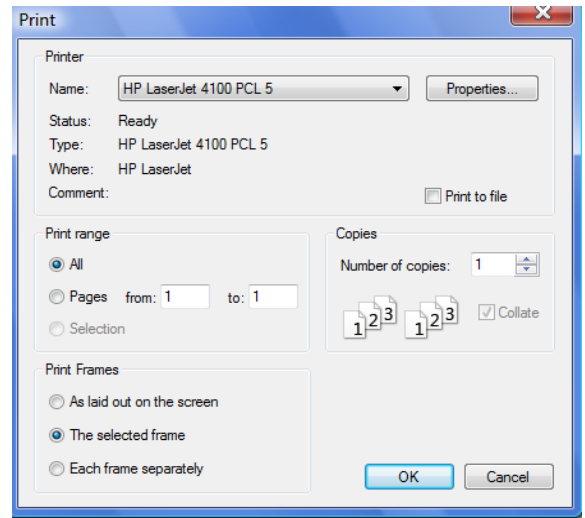 Print
Printer
Name: HP LaserJet 4100 PCL 5 Properties...
Status: Ready
Type: HP LaserJet 4100 PCL 5
Where: HP LaserJet
Comment:
Print to file
Print range
All
Pages from: 1 to: 1
Selection
Copies
Number of copies: 1
1 2 3 1 2 3 Collate
Print Frames
As laid out on the screen
The selected frame
Each frame separately
OK Cancel